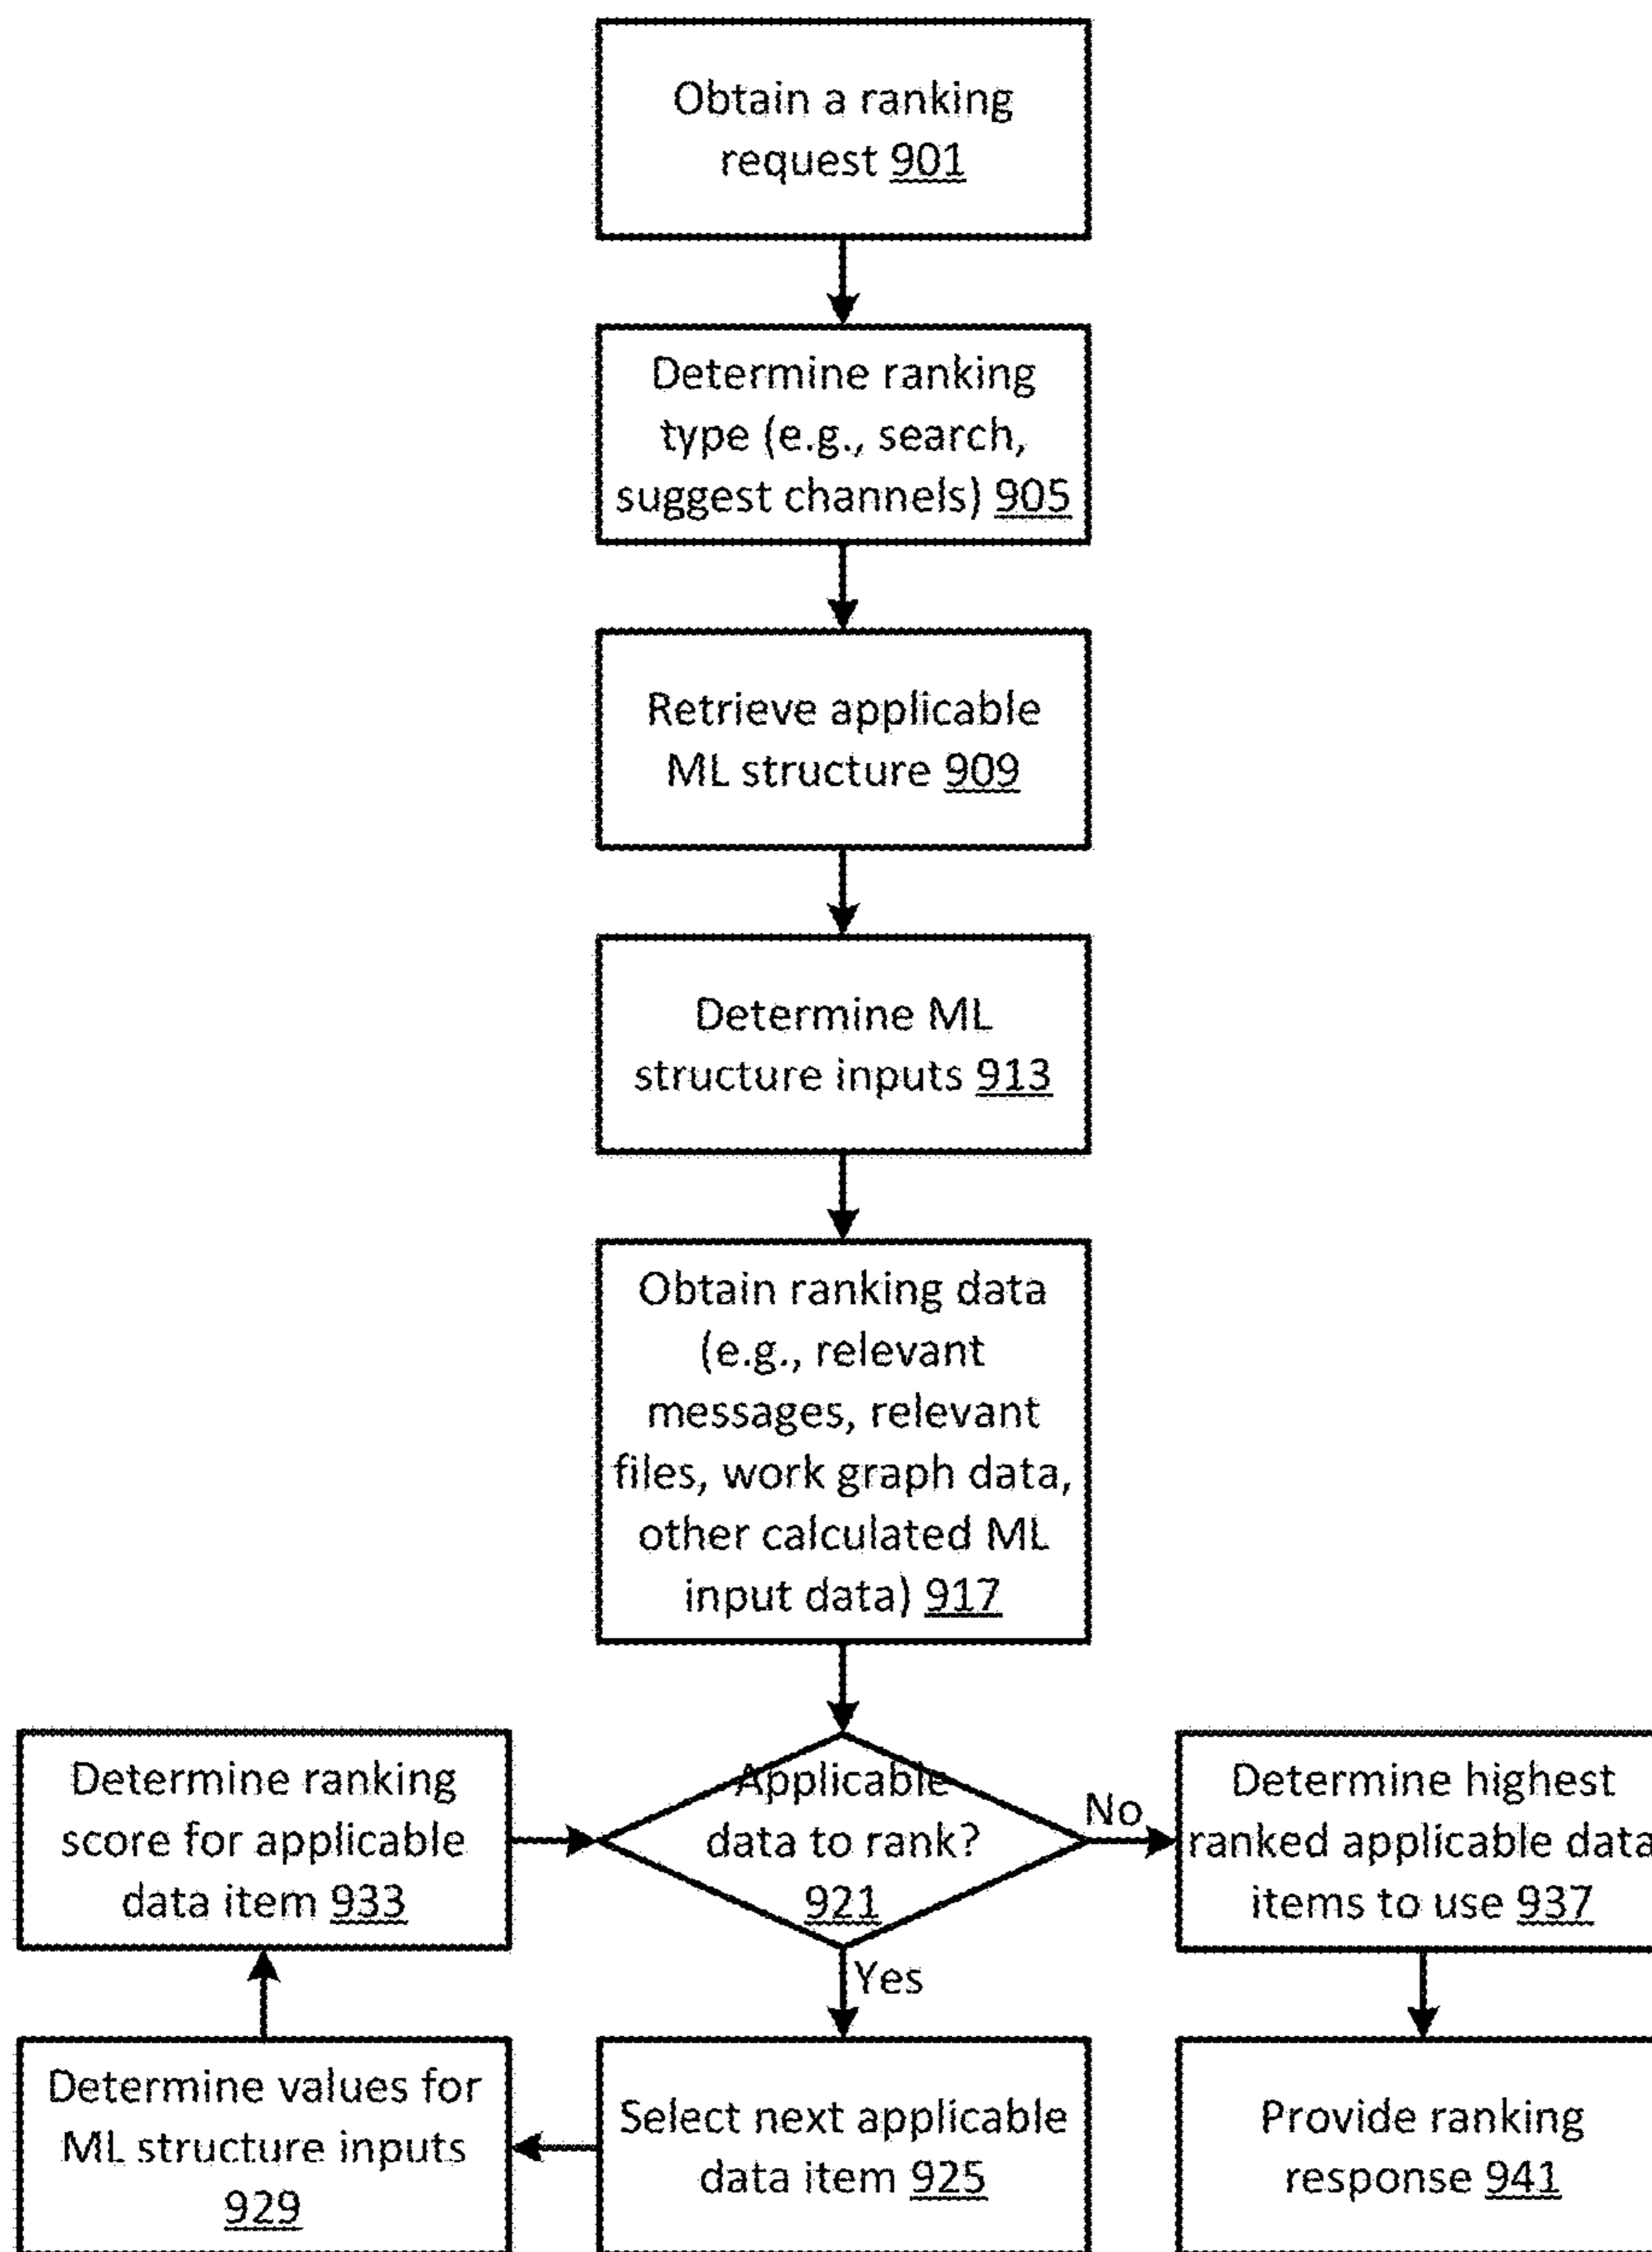 Obtain a ranking
request 901
Determine ranking
type (e.g., search,
suggest channels) 905
Retrieve applicable
ML structure 909
Determine ML
structure inputs 913
Obtain ranking data
(e.g., relevant
messages, relevant
files, work graph data,
other calculated ML
input data) 917
Applicable
data to rank?
921
No
Yes
Select next applicable
data item 925
Determine values for
ML structure inputs
929
Determine ranking
score for applicable
data item 933
Determine highest
ranked applicable data
items to use 937
Provide ranking
response 941